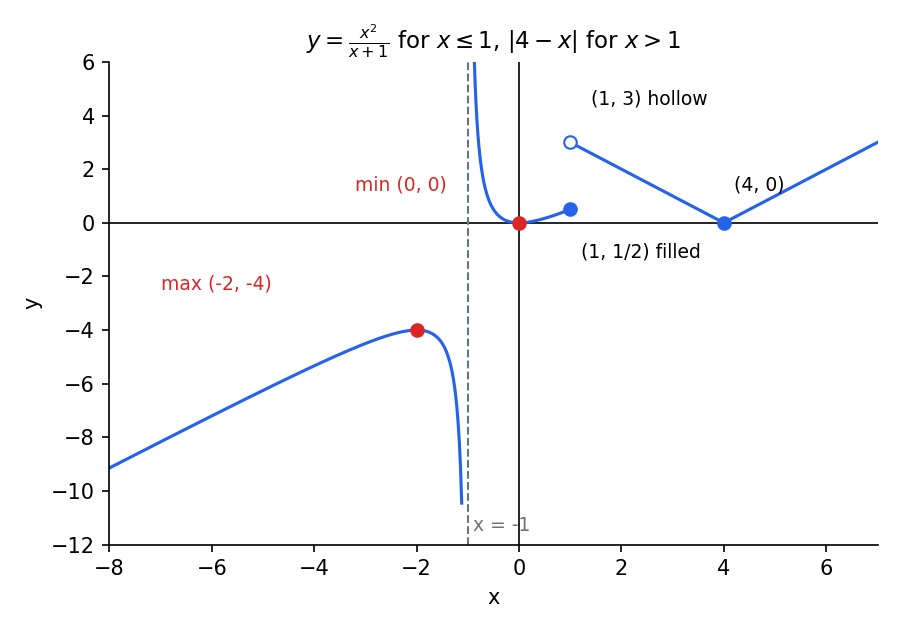 y = x²/(x+1) for x ≤ 1, |4 − x| for x > 1
6
(1, 3) hollow
4
2
min (0, 0)
(4, 0)
0
(1, 1/2) filled
−2
max (-2, -4)
y
−4
−6
−8
−10
x = -1
−12
−8 −6 −4 −2 0 2 4 6
x